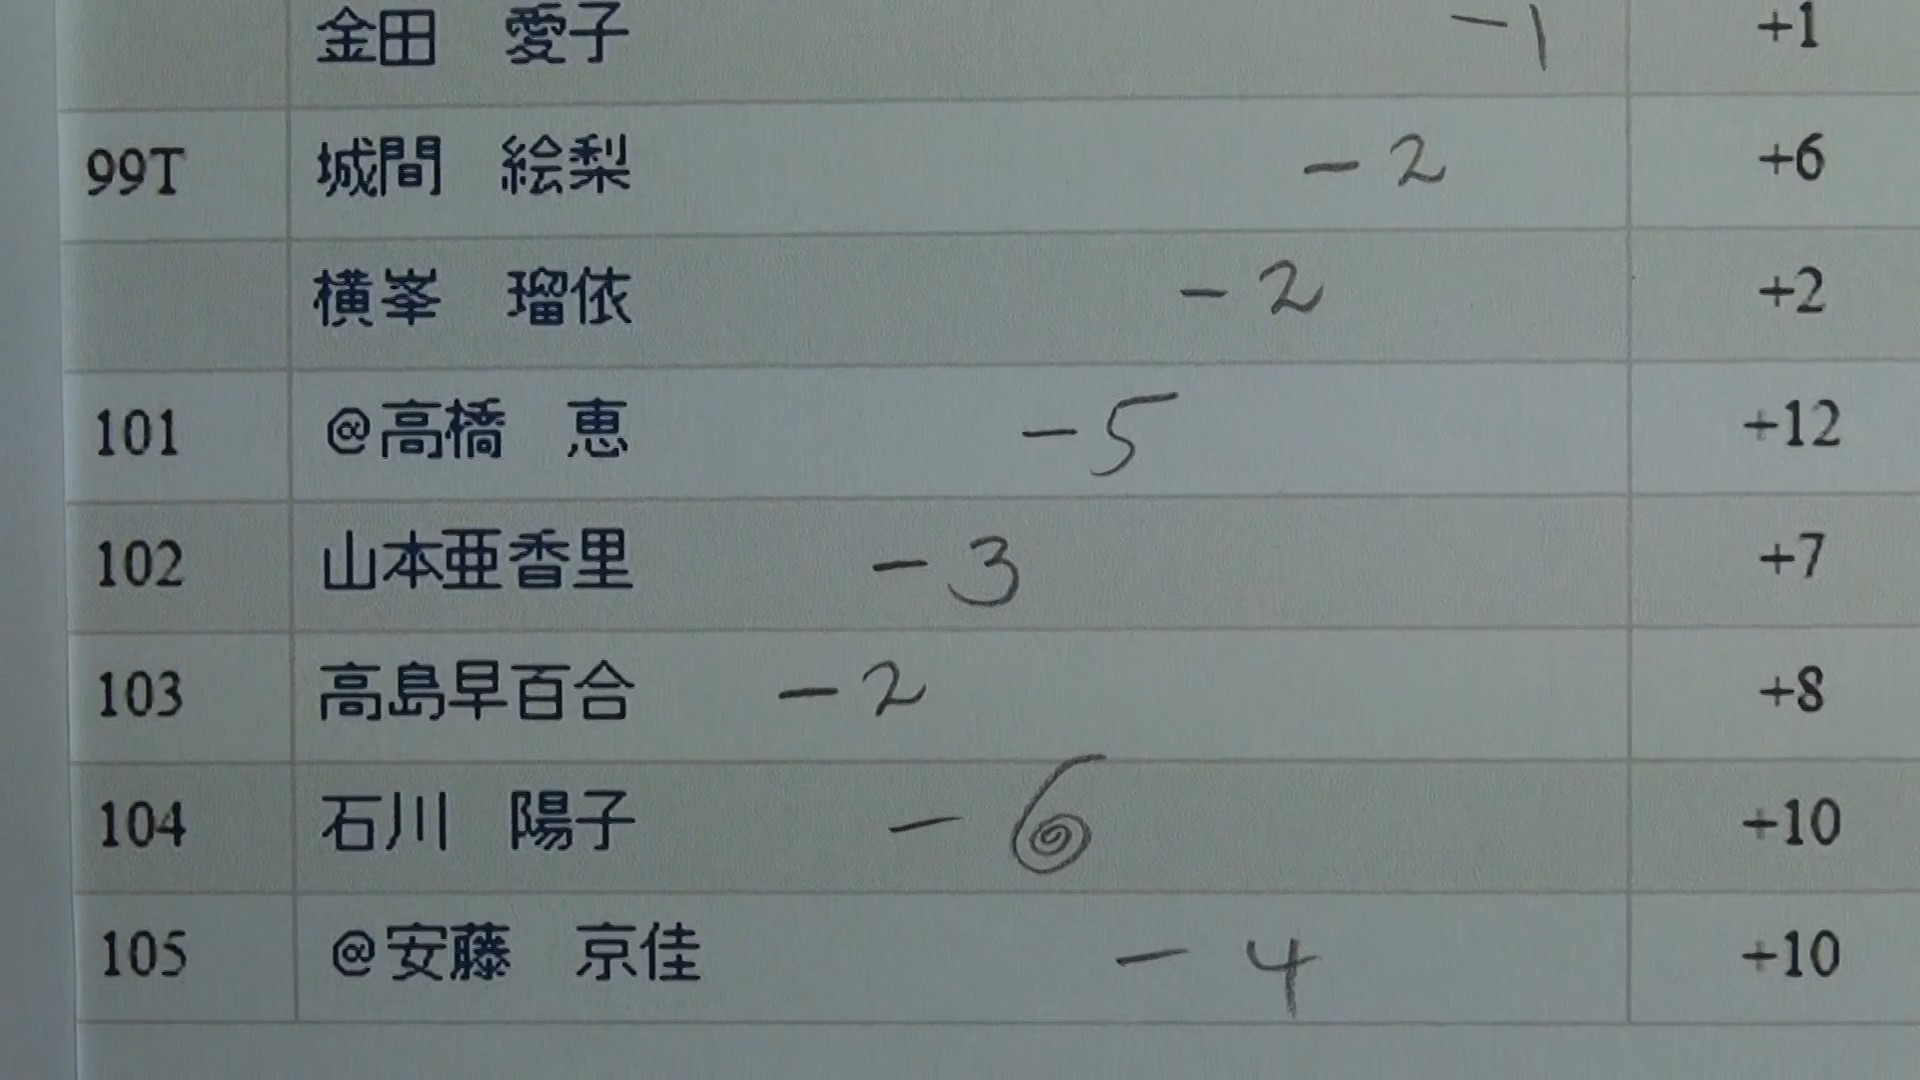 金田 愛子 -1 +1
99T 城間 絵梨 -2 +6
横峯 瑠依 -2 +2
101 @高橋 恵 -5 +12
102 山本亜香里 -3 +7
103 高島早百合 -2 +8
104 石川 陽子 -6 +10
105 @安藤 京佳 -4 +10